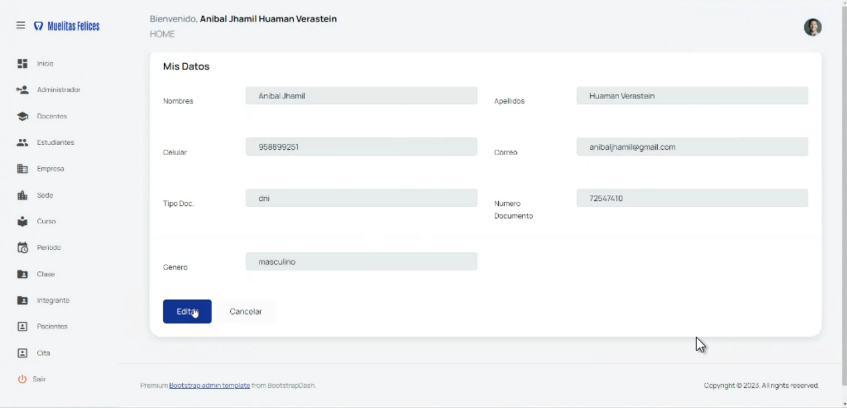 Muelitas Felices
Bienvenido, Anibal Jhamil Huaman Verastein
HOME
Inicio
Administrador
Docentes
Estudiantes
Empresa
Sede
Curso
Periodo
Clase
Integrante
Pacientes
Cita
Salir
Mis Datos
Nombres
Anibal Jhamil
Apellidos
Huaman Verastein
Celular
958899251
Correo
anibaljhamil@gmail.com
Tipo Doc.
dni
Numero
Documento
72547410
Genero
masculino
Editar
Cancelar
Premium Bootstrap admin template from BootstrapDash.
Copyright © 2023. All rights reserved.